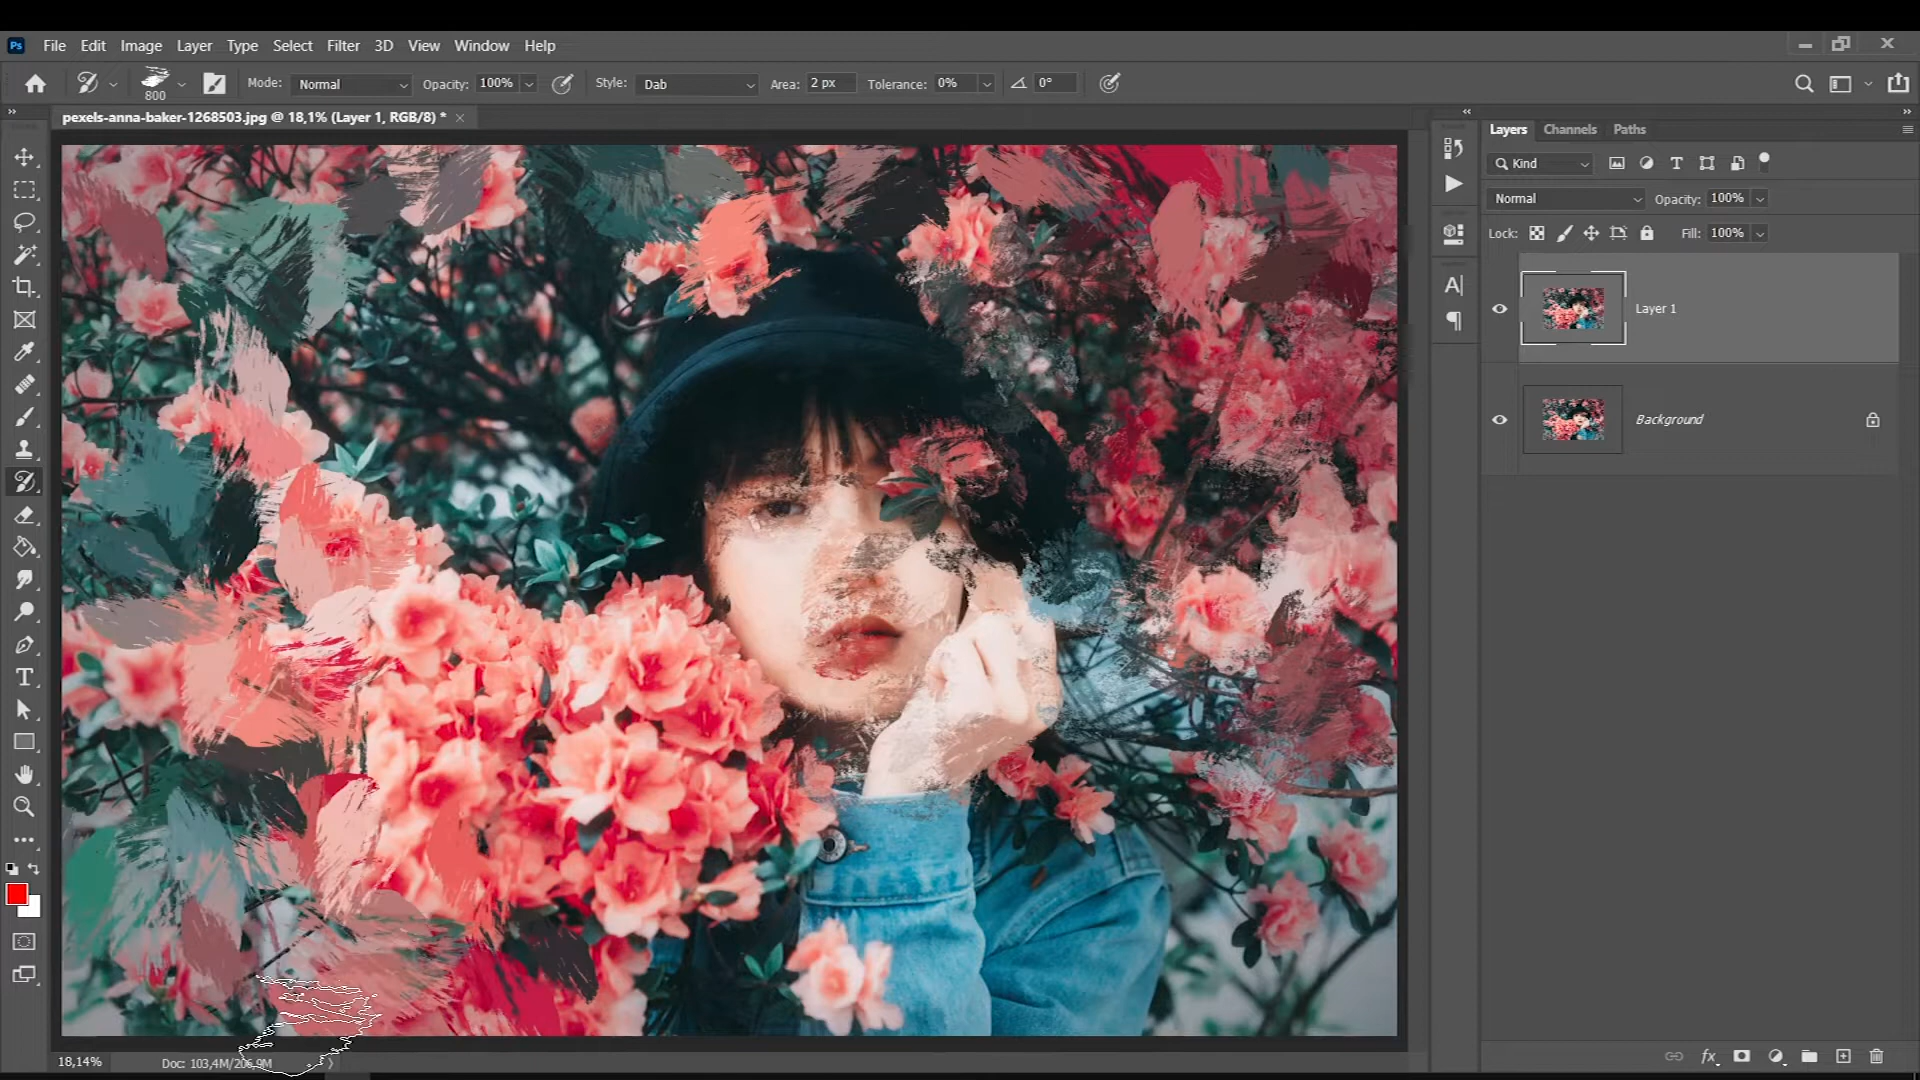 Ps File Edit Image Layer Type Select Filter 3D View Window Help
800 Mode: Normal Opacity: 100% Style: Dab Area: 2 px Tolerance: 0% 0°
pexels-anna-baker-1268503.jpg @ 18,1% (Layer 1, RGB/8) *
Layers Channels Paths
Kind
Normal Opacity: 100%
Lock: Fill: 100%
Layer 1
Background
18,14% Doc: 103,4M/206,9M